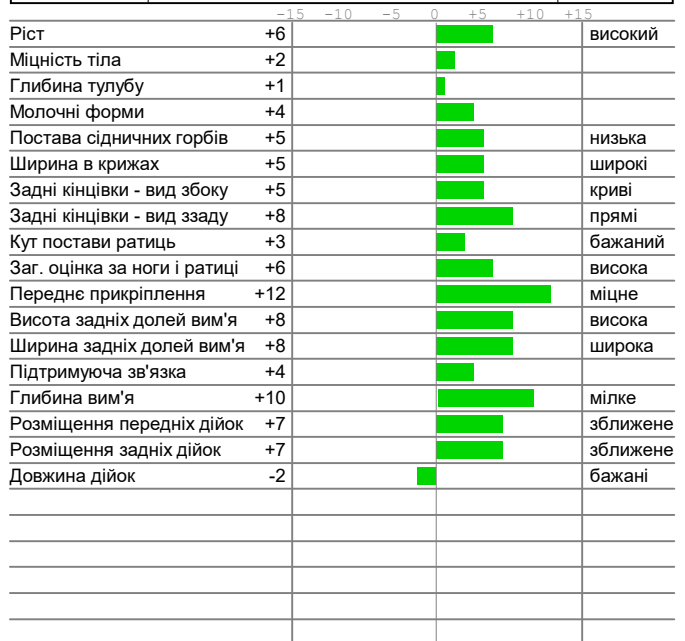 -15 -10 -5 0 +5 +10 +15
Ріст +6 високий
Міцність тіла +2
Глибина тулубу +1
Молочні форми +4
Постава сідничних горбів +5 низька
Ширина в крижах +5 широкі
Задні кінцівки - вид збоку +5 криві
Задні кінцівки - вид ззаду +8 прямі
Кут постави ратиць +3 бажаний
Заг. оцінка за ноги і ратиці +6 висока
Переднє прикріплення +12 міцне
Висота задніх долей вим'я +8 висока
Ширина задніх долей вим'я +8 широка
Підтримуюча зв'язка +4
Глибина вим'я +10 мілке
Розміщення передніх дійок +7 зближене
Розміщення задніх дійок +7 зближене
Довжина дійок -2 бажані